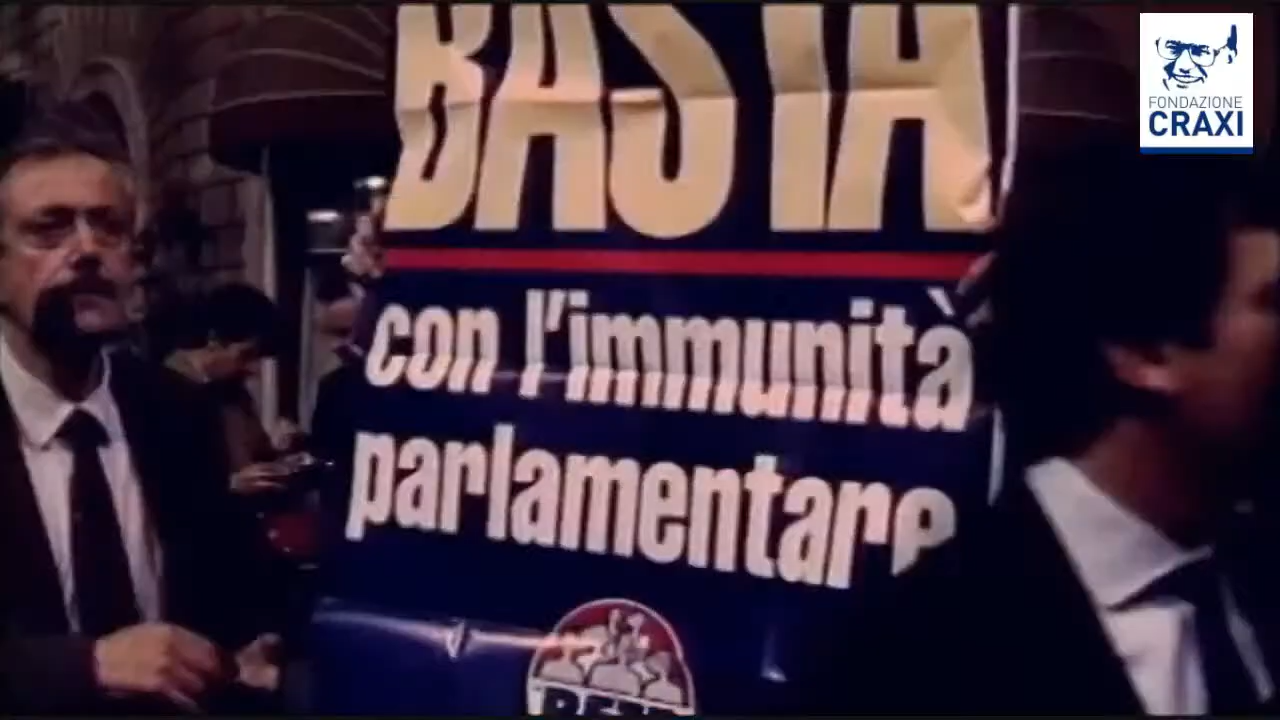 FONDAZIONE
CRAXI
BASTA
con l'immunità
parlamentare